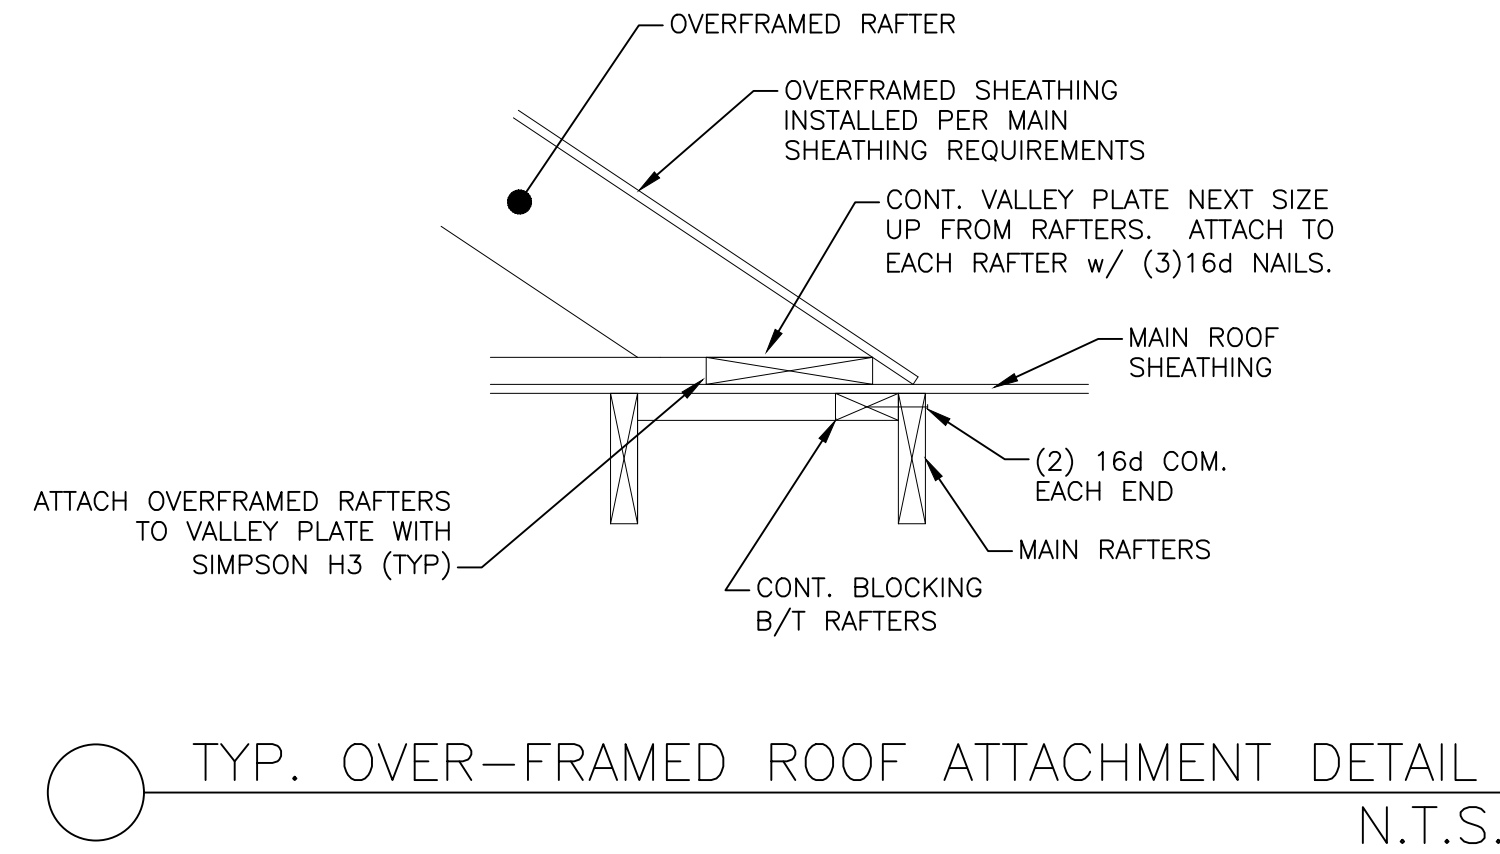 OVERFRAMED RAFTER
OVERFRAMED SHEATHING
INSTALLED PER MAIN
SHEATHING REQUIREMENTS
CONT. VALLEY PLATE NEXT SIZE
UP FROM RAFTERS. ATTACH TO
EACH RAFTER w/ (3)16d NAILS.
MAIN ROOF
SHEATHING
(2) 16d COM.
EACH END
ATTACH OVERFRAMED RAFTERS
TO VALLEY PLATE WITH
SIMPSON H3 (TYP)
MAIN RAFTERS
CONT. BLOCKING
B/T RAFTERS
TYP. OVER-FRAMED ROOF ATTACHMENT DETAIL
N.T.S.